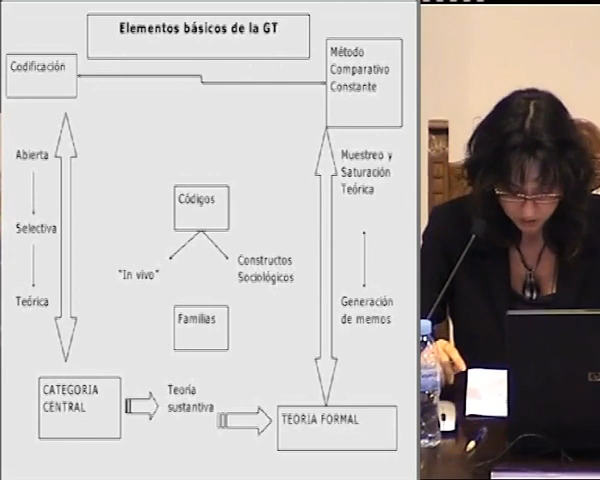 Elementos básicos de la GT
Codificación
Método
Comparativo
Constante
Abierta
Muestreo y
Saturación
Teórica
Códigos
Selectiva
"In vivo"
Constructos
Sociológicos
Teórica
Generación
de memos
Familias
CATEGORIA
CENTRAL
Teoría
sustantiva
TEORIA FORMAL
hp